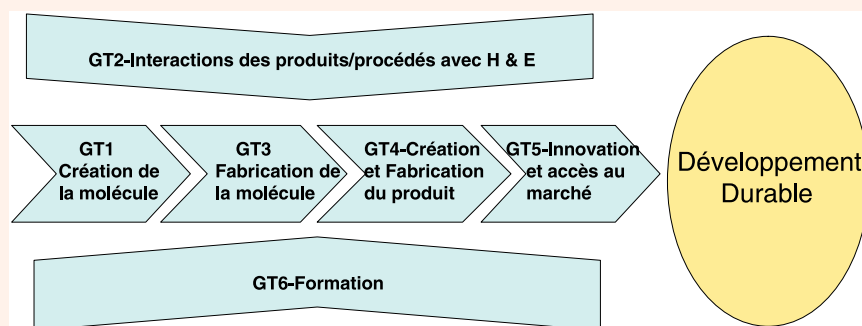 GT2-Interactions des produits/procédés avec H & E
GT1
Création de
la molécule
GT3
Fabrication de
la molécule
GT4-Création
et Fabrication
du produit
GT5-Innovation
et accès au
marché
Développement
Durable
GT6-Formation